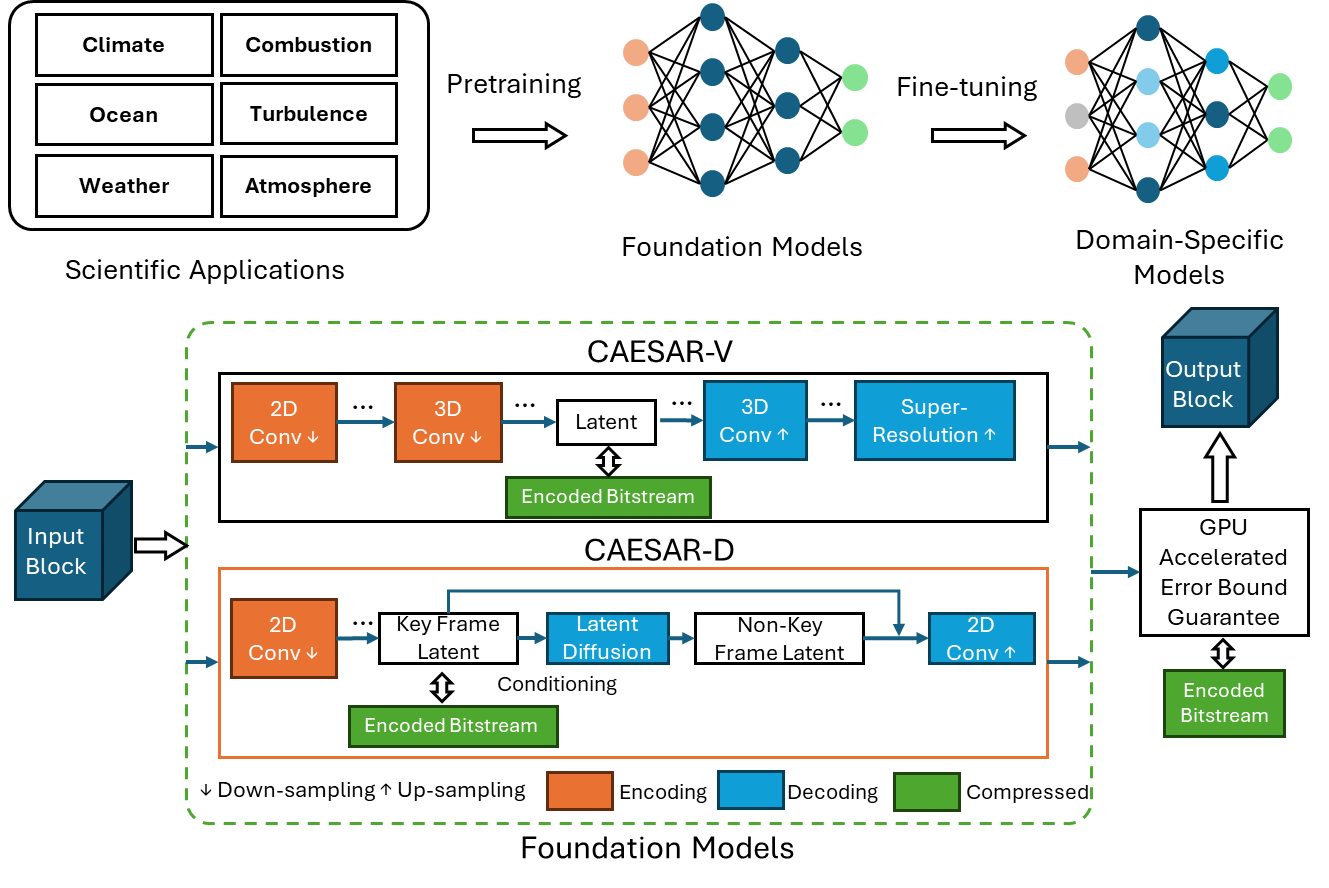 Climate
Combustion
Ocean
Turbulence
Weather
Atmosphere
Scientific Applications
Pretraining
Foundation Models
Fine-tuning
Domain-Specific
Models
CAESAR-V
2D
Conv ↓
...
3D
Conv ↓
...
Latent
...
3D
Conv ↑
...
Super-
Resolution ↑
Encoded Bitstream
Input
Block
CAESAR-D
2D
Conv ↓
...
Key Frame
Latent
Latent
Diffusion
Non-Key
Frame Latent
2D
Conv ↑
Conditioning
Encoded Bitstream
↓ Down-sampling ↑ Up-sampling
Encoding
Decoding
Compressed
Foundation Models
Output
Block
GPU
Accelerated
Error Bound
Guarantee
Encoded
Bitstream